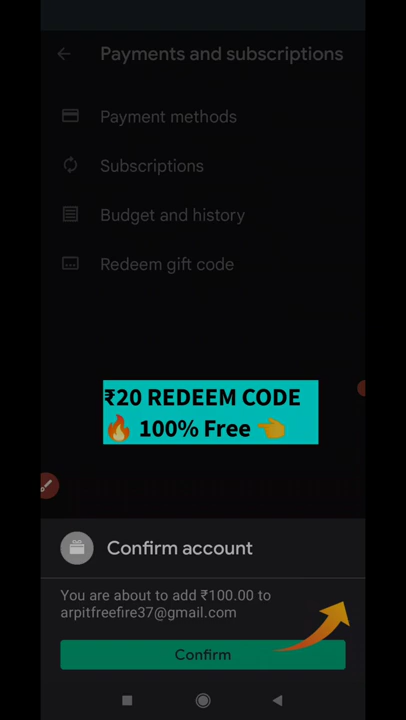 Payments and subscriptions
Payment methods
Subscriptions
Budget and history
Redeem gift code
₹20 REDEEM CODE
🔥 100% Free 👈
Confirm account
You are about to add ₹100.00 to
arpitfreefire37@gmail.com
Confirm